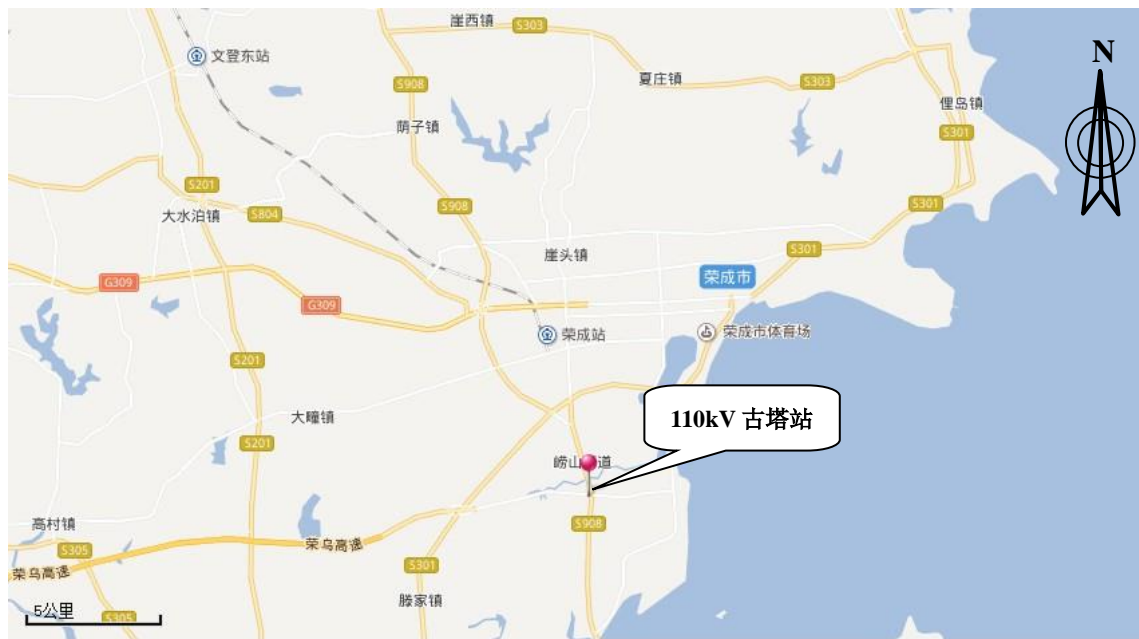 崖西镇
S303
N
文登东站
夏庄镇
S303
S908
俚岛镇
荫子镇
S301
S201
S908
S301
大水泊镇
S804
S301
崖头镇
G309
荣成市
G309
荣成站
荣成市体育场
S201
大疃镇
110kV 古塔站
S201
崂山
道
高村镇
S908
荣乌高速
S305
S301
荣乌高速
滕家镇
5公里
S305